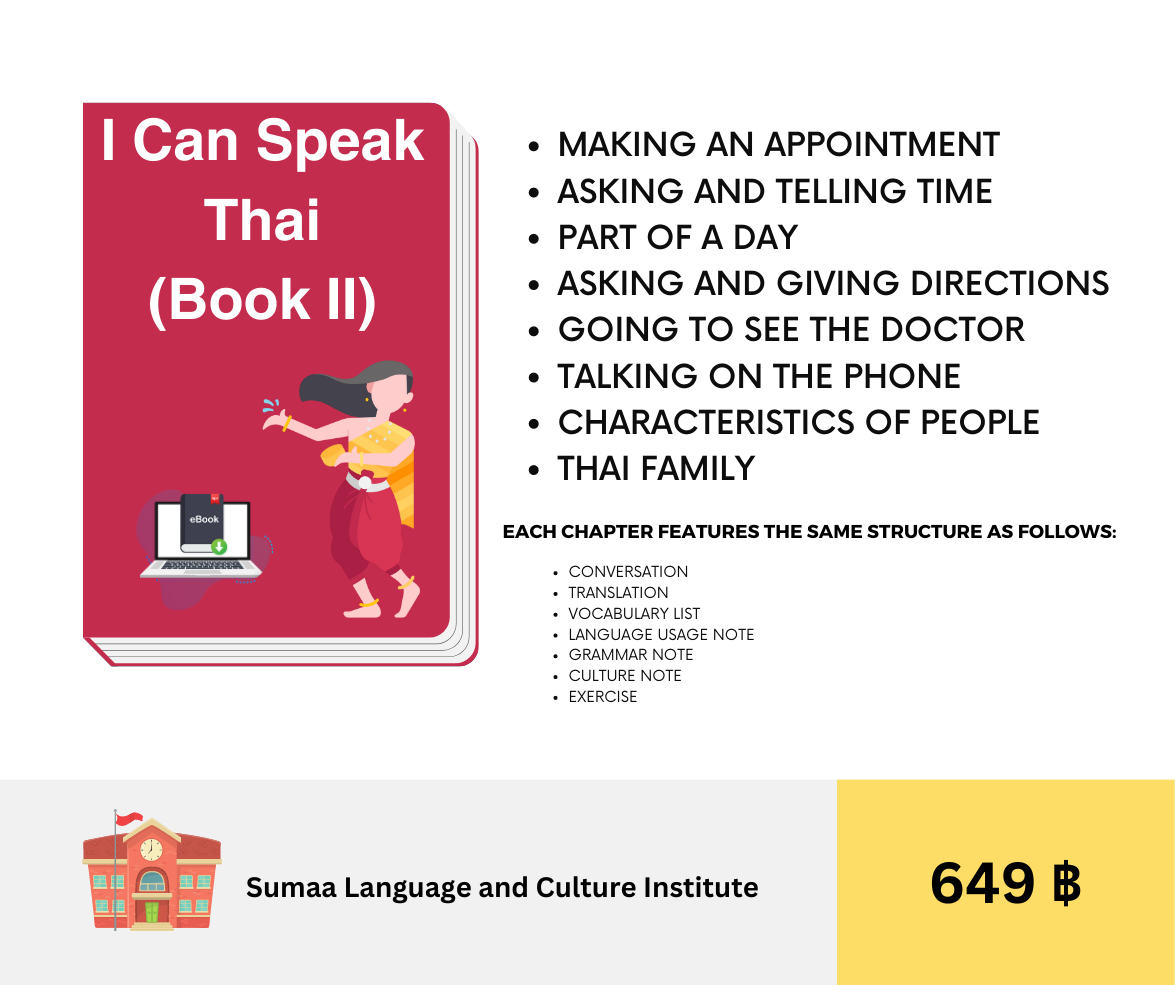 I Can Speak
Thai
(Book II)
eBook
MAKING AN APPOINTMENT
ASKING AND TELLING TIME
PART OF A DAY
ASKING AND GIVING DIRECTIONS
GOING TO SEE THE DOCTOR
TALKING ON THE PHONE
CHARACTERISTICS OF PEOPLE
THAI FAMILY
EACH CHAPTER FEATURES THE SAME STRUCTURE AS FOLLOWS:
CONVERSATION
TRANSLATION
VOCABULARY LIST
LANGUAGE USAGE NOTE
GRAMMAR NOTE
CULTURE NOTE
EXERCISE
Sumaa Language and Culture Institute
649 ฿